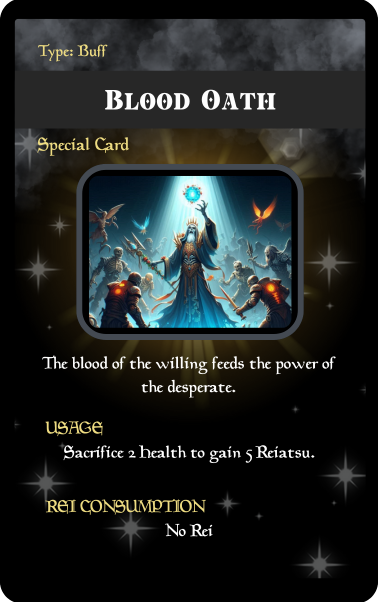 Type: Buff
Blood Oath
Special Card
The blood of the willing feeds the power of
the desperate.
USAGE
Sacrifice 2 health to gain 5 Reiatsu.
REI CONSUMPTION
No Rei